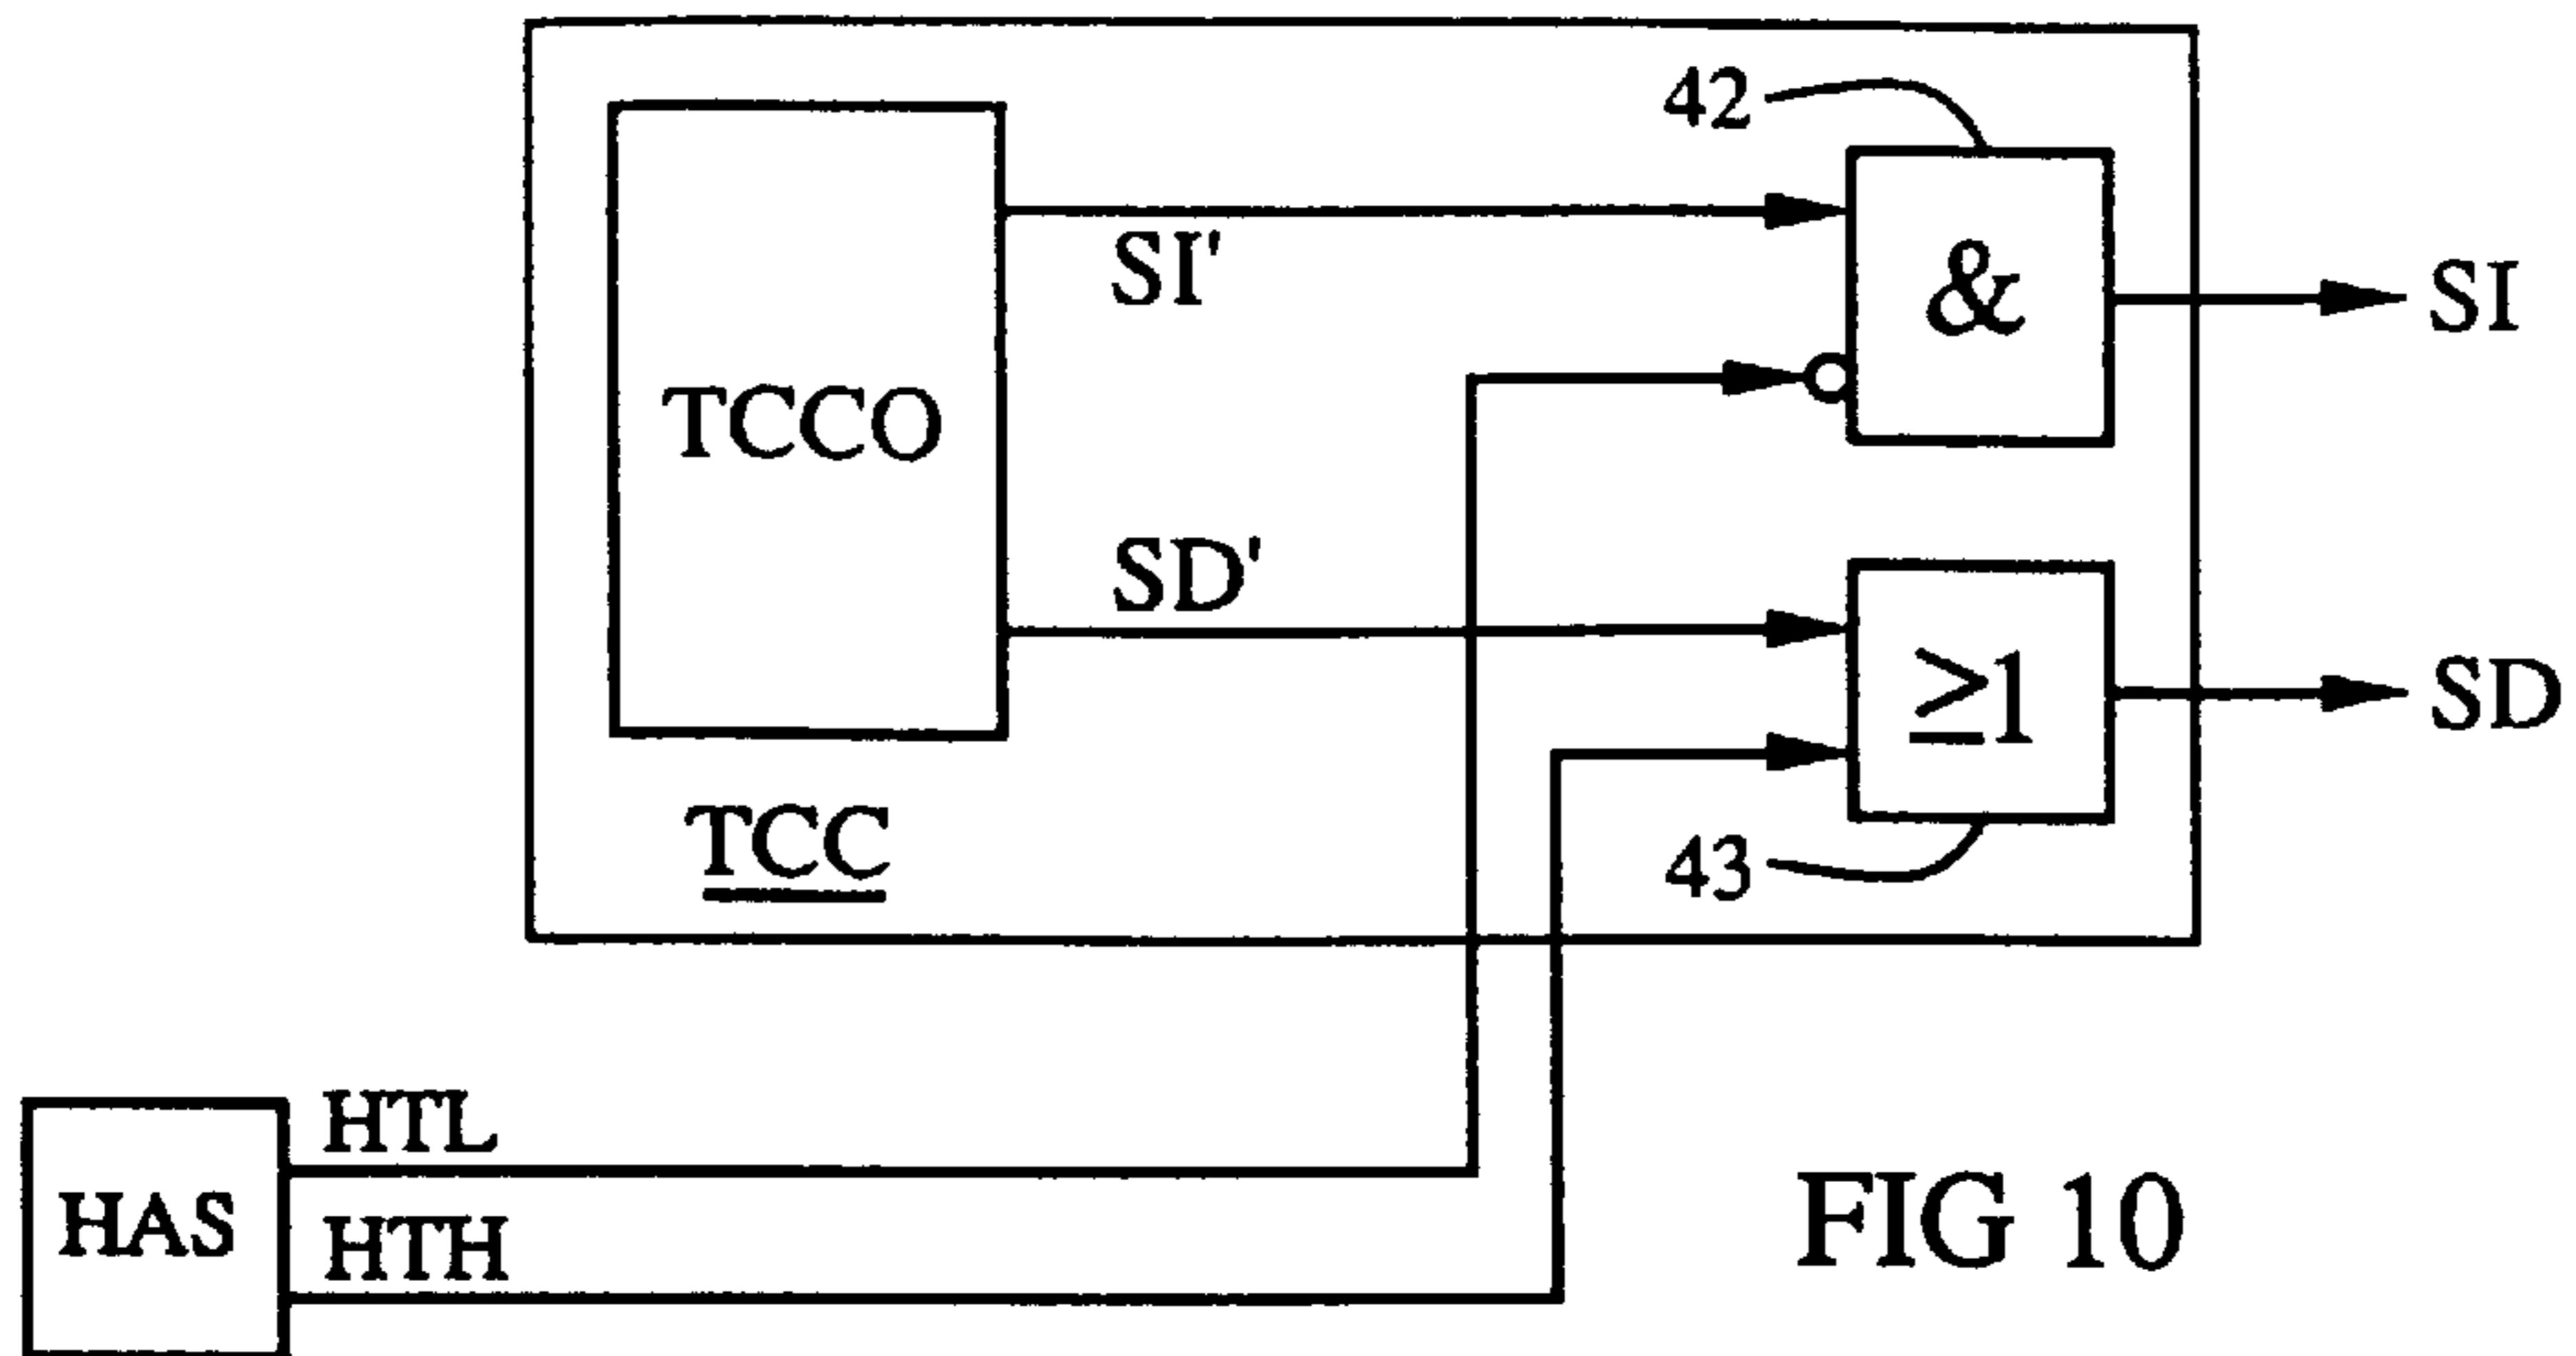 42
SI'
&
SI
TCCO
SD'
≥1
SD
TCC
43
HTL
HAS
HTH
FIG 10